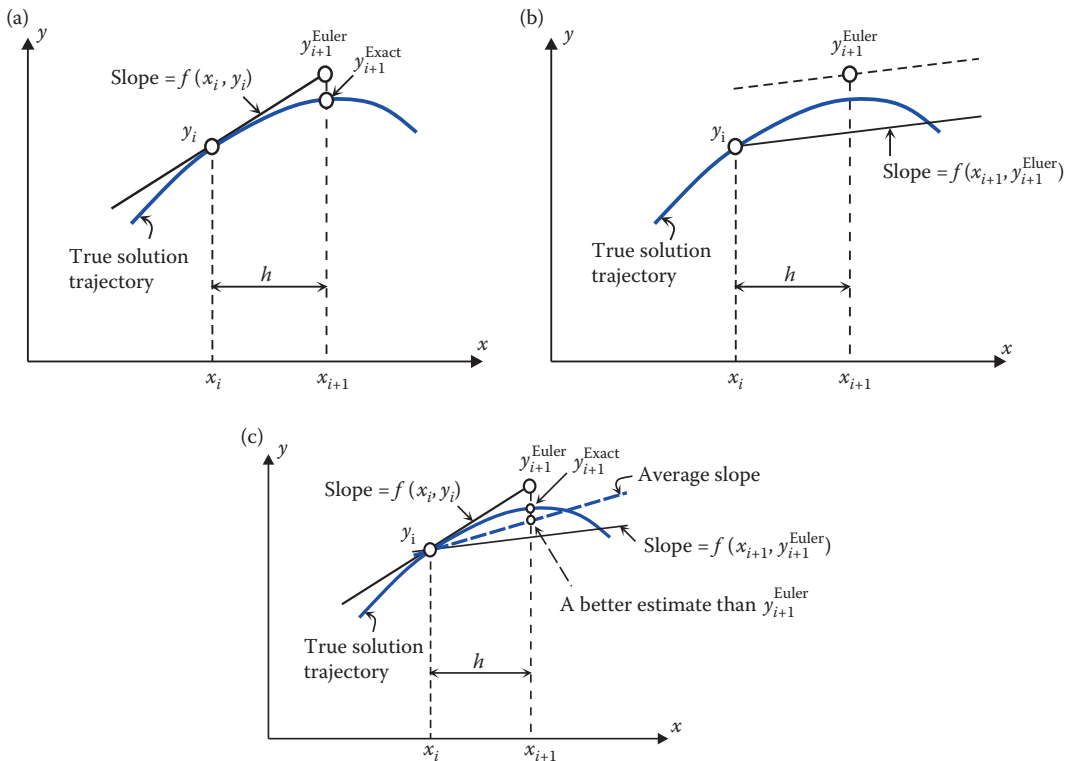 (a)
y
y_{i+1}^{Euler}
y_{i+1}^{Exact}
Slope = f(x_i, y_i)
y_i
True solution
trajectory
h
x
x_i
x_{i+1}
(b)
y
y_{i+1}^{Euler}
y_i
Slope = f(x_{i+1}, y_{i+1}^{Eluer})
True solution
trajectory
h
x
x_i
x_{i+1}
(c)
y
y_{i+1}^{Euler}
y_{i+1}^{Exact}
Average slope
Slope = f(x_i, y_i)
y_i
Slope = f(x_{i+1}, y_{i+1}^{Euler})
A better estimate than y_{i+1}^{Euler}
True solution
trajectory
h
x
x_i
x_{i+1}